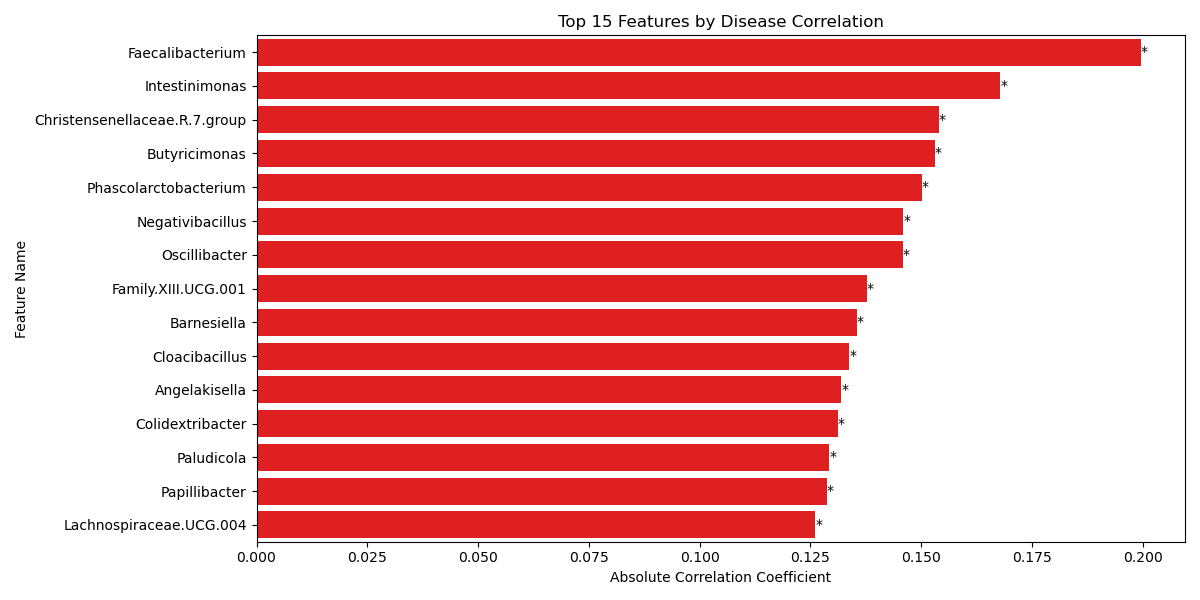 Top 15 Features by Disease Correlation
Feature Name
Faecalibacterium *
Intestinimonas *
Christensenellaceae.R.7.group *
Butyricimonas *
Phascolarctobacterium *
Negativibacillus *
Oscillibacter *
Family.XIII.UCG.001 *
Barnesiella *
Cloacibacillus *
Angelakisella *
Colidextribacter *
Paludicola *
Papillibacter *
Lachnospiraceae.UCG.004 *
0.000 0.025 0.050 0.075 0.100 0.125 0.150 0.175 0.200
Absolute Correlation Coefficient